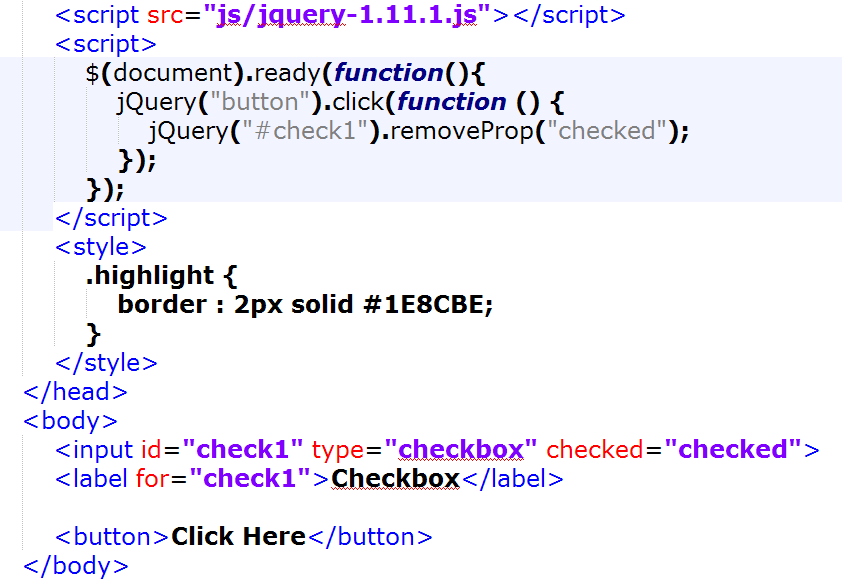 <script src="js/jquery-1.11.1.js"></script>
<script>
$(document).ready(function(){
jQuery("button").click(function () {
jQuery("#check1").removeProp("checked");
});
});
</script>
<style>
.highlight {
border : 2px solid #1E8CBE;
}
</style>
</head>
<body>
<input id="check1" type="checkbox" checked="checked">
<label for="check1">Checkbox</label>
<button>Click Here</button>
</body>